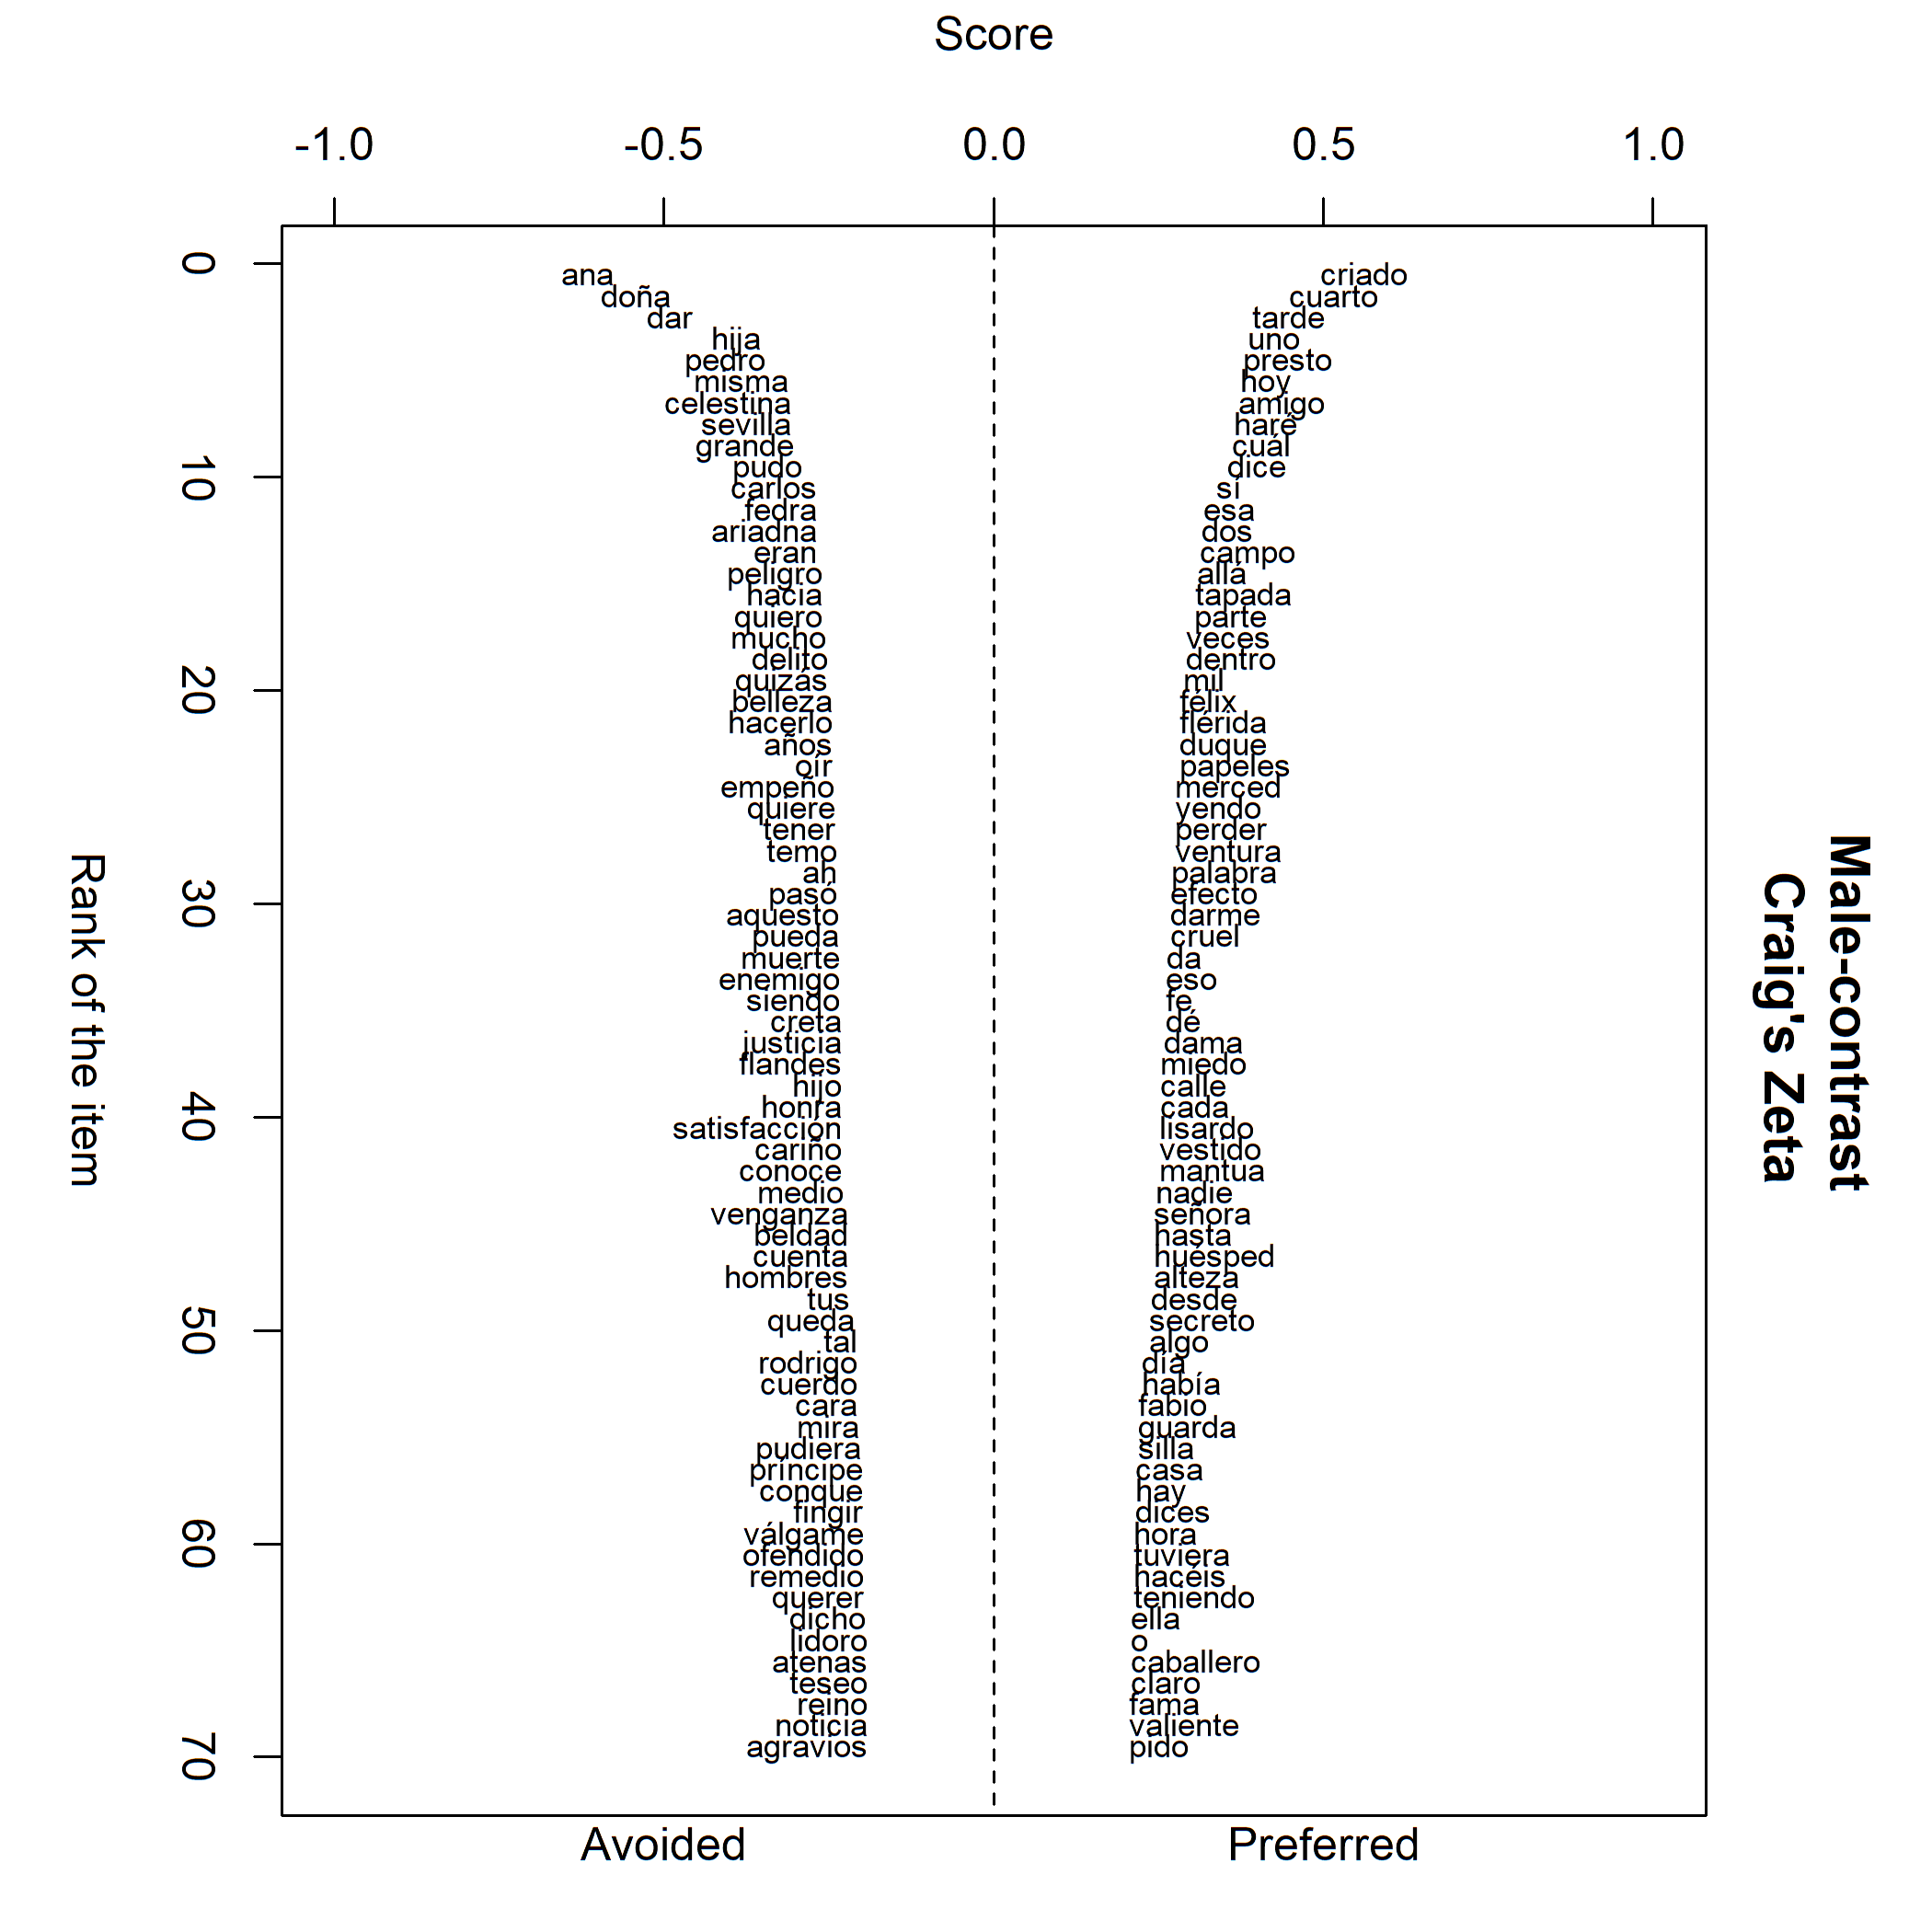 Score
-1.0 -0.5 0.0 0.5 1.0
Male-contrast
Craig's Zeta
Rank of the item
0
10
20
30
40
50
60
70
ana criado
doña cuarto
dar tarde
hija uno
pedro presto
misma hoy
celestina amigo
sevilla haré
grande cuál
pudo dice
carlos sí
fedra esa
ariadna dos
eran campo
peligro allá
hacia tapada
quiero parte
mucho veces
delito dentro
quizás mil
belleza félix
hacerlo flérida
años duque
oír papeles
empeño merced
quiere yendo
tener perder
temo ventura
ah palabra
pasó efecto
aquesto darme
pueda cruel
muerte da
enemigo eso
siendo fe
creta dé
justicia dama
flandes miedo
hijo calle
honra cada
satisfacción lisardo
cariño vestido
conoce mantua
medio nadie
venganza señora
beldad hasta
cuenta huésped
hombres alteza
tus desde
queda secreto
tal algo
rodrigo día
cuerdo había
cara fabio
mira guarda
pudiera silla
príncipe casa
conque hay
fingir dices
válgame hora
ofendido tuviera
remedio hacéis
querer teniendo
dicho ella
lidoro o
atenas caballero
teseo claro
reino fama
noticia valiente
agravios pido
Avoided Preferred